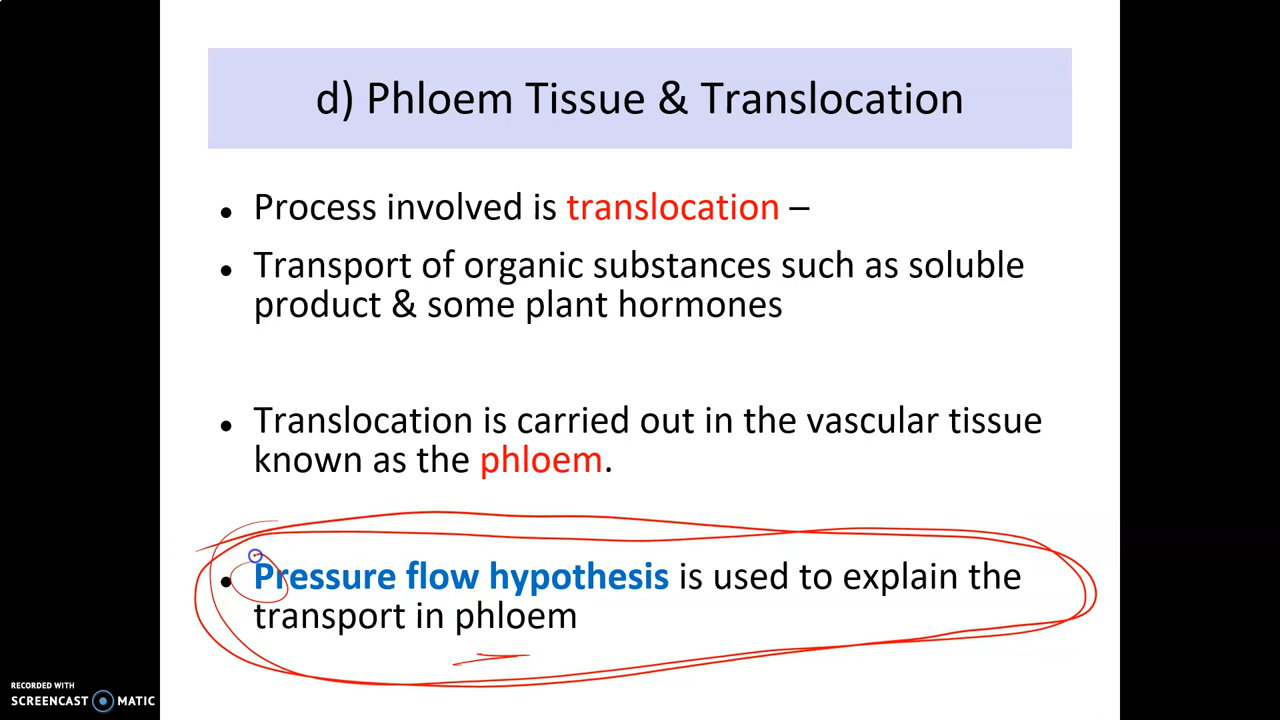 d) Phloem Tissue & Translocation
• Process involved is translocation –
• Transport of organic substances such as soluble
product & some plant hormones
• Translocation is carried out in the vascular tissue
known as the phloem.
• Pressure flow hypothesis is used to explain the
transport in phloem
RECORDED WITH
SCREENCAST MATIC